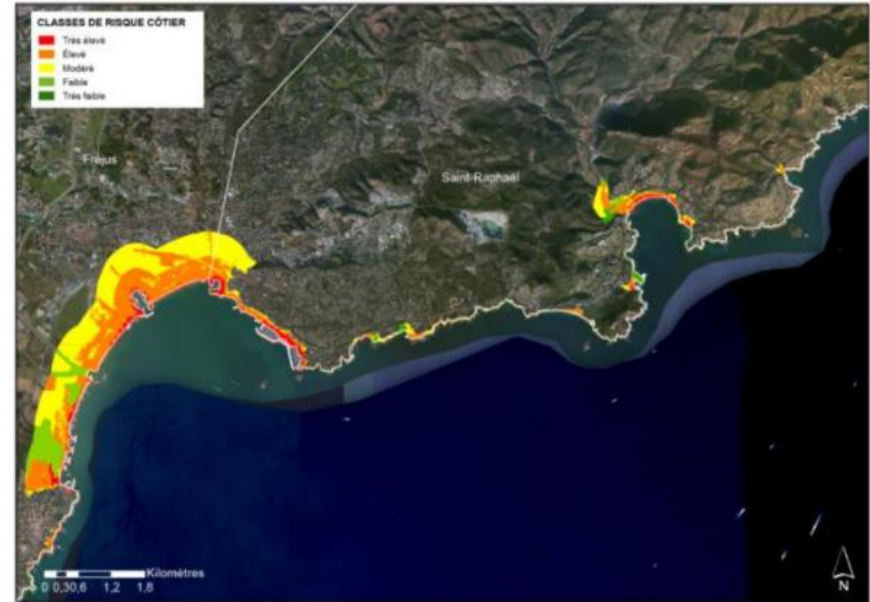 CLASSES DE RISQUE CÔTIER
Très élevé
Élevé
Modéré
Faible
Très faible
Fréjus
Saint-Raphaël
Kilomètres
0 0,30,6 1,2 1,8
N